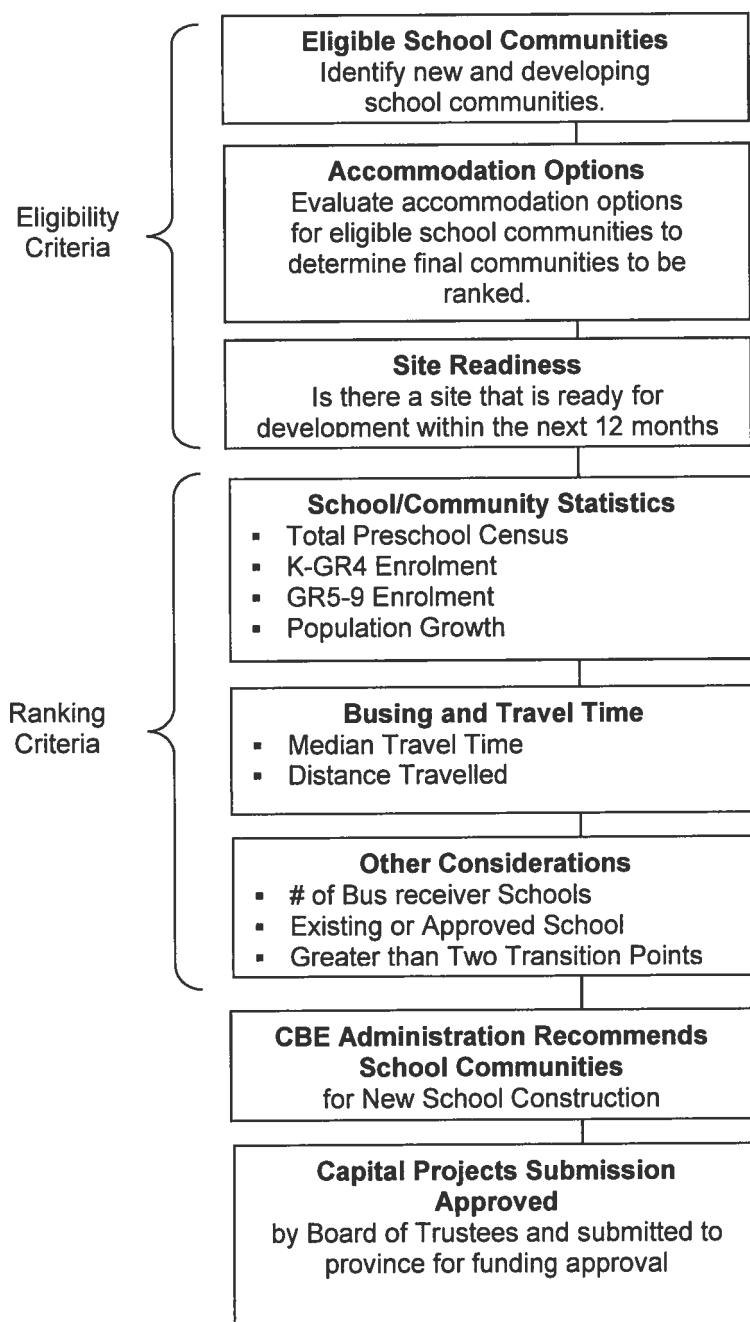 Eligible School Communities
Identify new and developing
school communities.
Accommodation Options
Evaluate accommodation options
for eligible school communities to
determine final communities to be
ranked.
Eligibility
Criteria
Site Readiness
Is there a site that is ready for
development within the next 12 months
School/Community Statistics
▪ Total Preschool Census
▪ K-GR4 Enrolment
▪ GR5-9 Enrolment
▪ Population Growth
Ranking
Criteria
Busing and Travel Time
▪ Median Travel Time
▪ Distance Travelled
Other Considerations
▪ # of Bus receiver Schools
▪ Existing or Approved School
▪ Greater than Two Transition Points
CBE Administration Recommends
School Communities
for New School Construction
Capital Projects Submission
Approved
by Board of Trustees and submitted to
province for funding approval